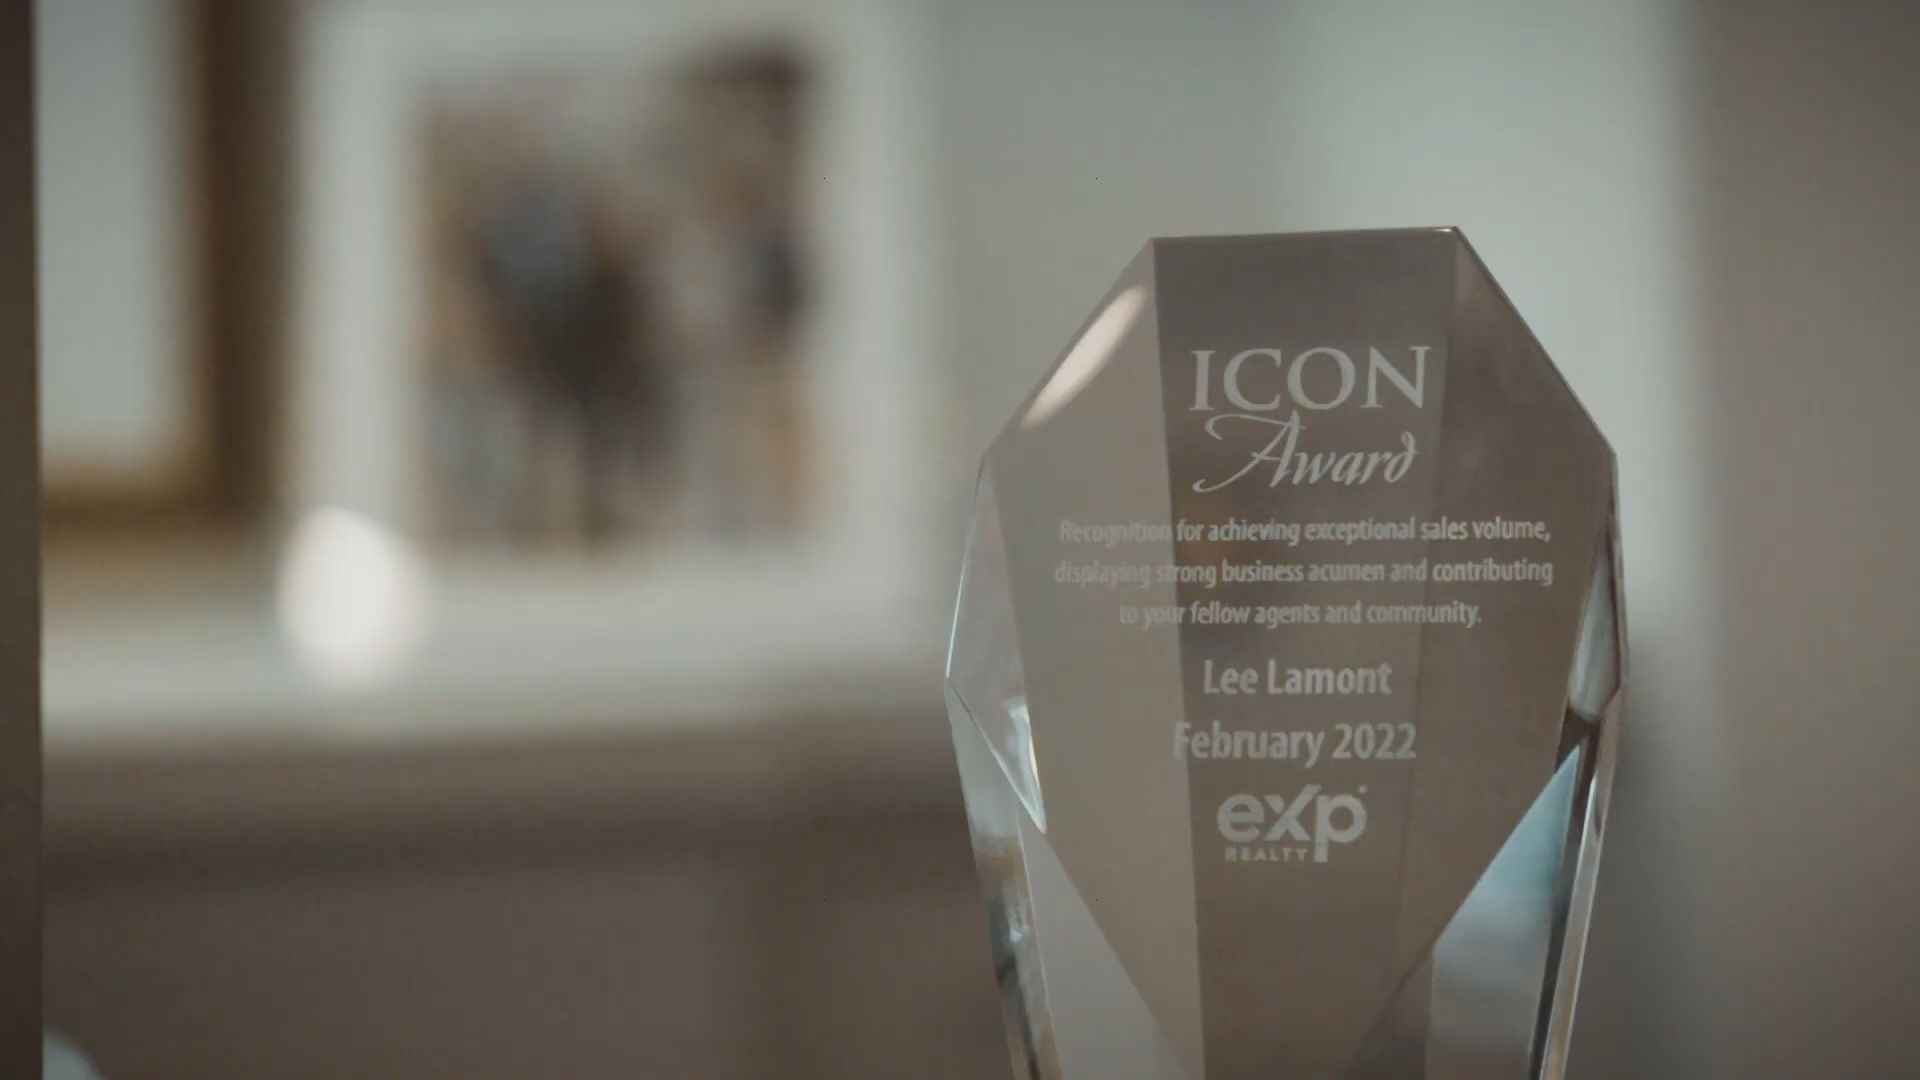 ICON
Award
Recognition for achieving exceptional sales volume,
displaying strong business acumen and contributing
to your fellow agents and community.
Lee Lamont
February 2022
eXp
REALTY